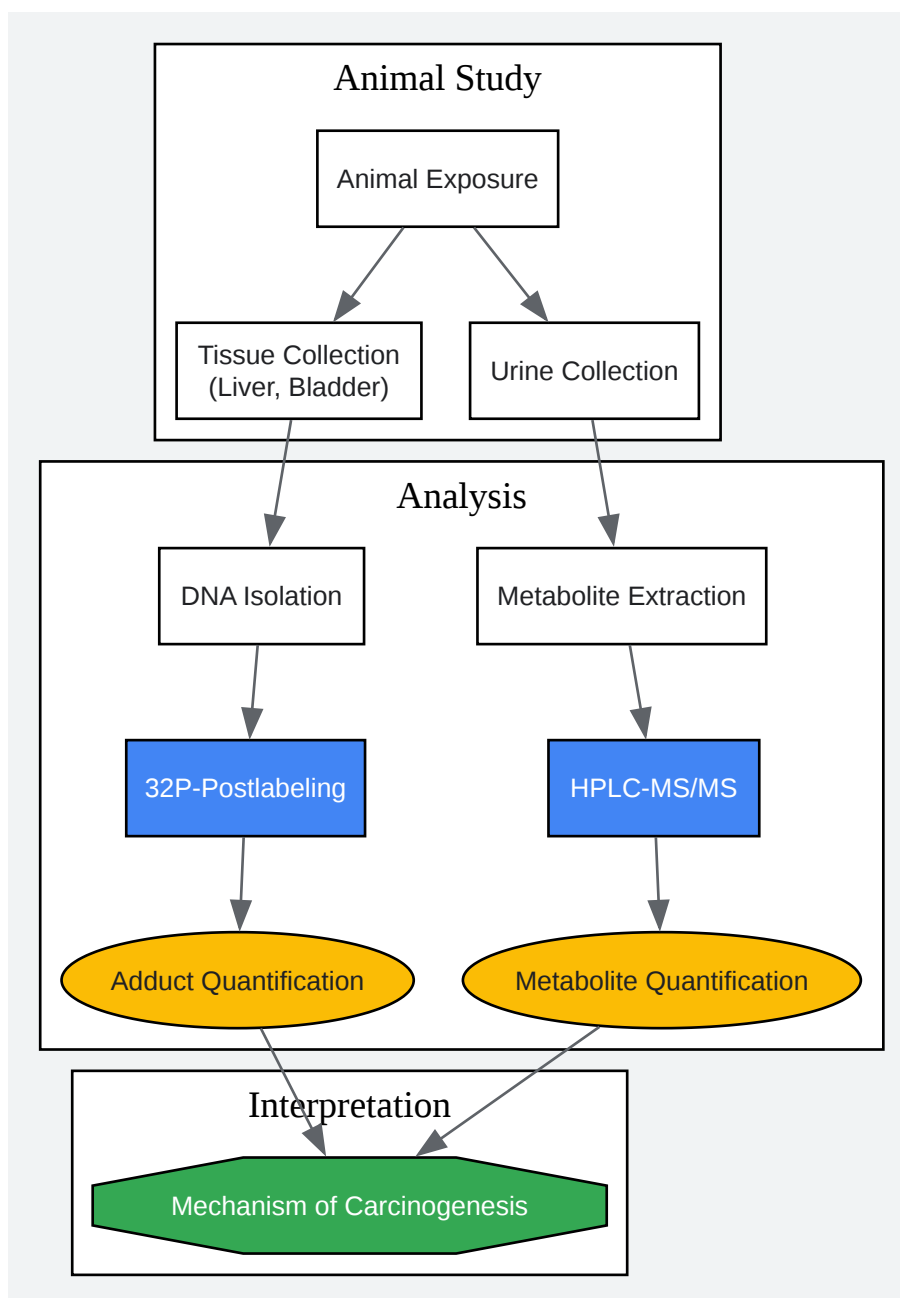 Animal Study
Animal Exposure
Tissue Collection
(Liver, Bladder)
Urine Collection
Analysis
DNA Isolation
Metabolite Extraction
32P-Postlabeling
HPLC-MS/MS
Adduct Quantification
Metabolite Quantification
Interpretation
Mechanism of Carcinogenesis